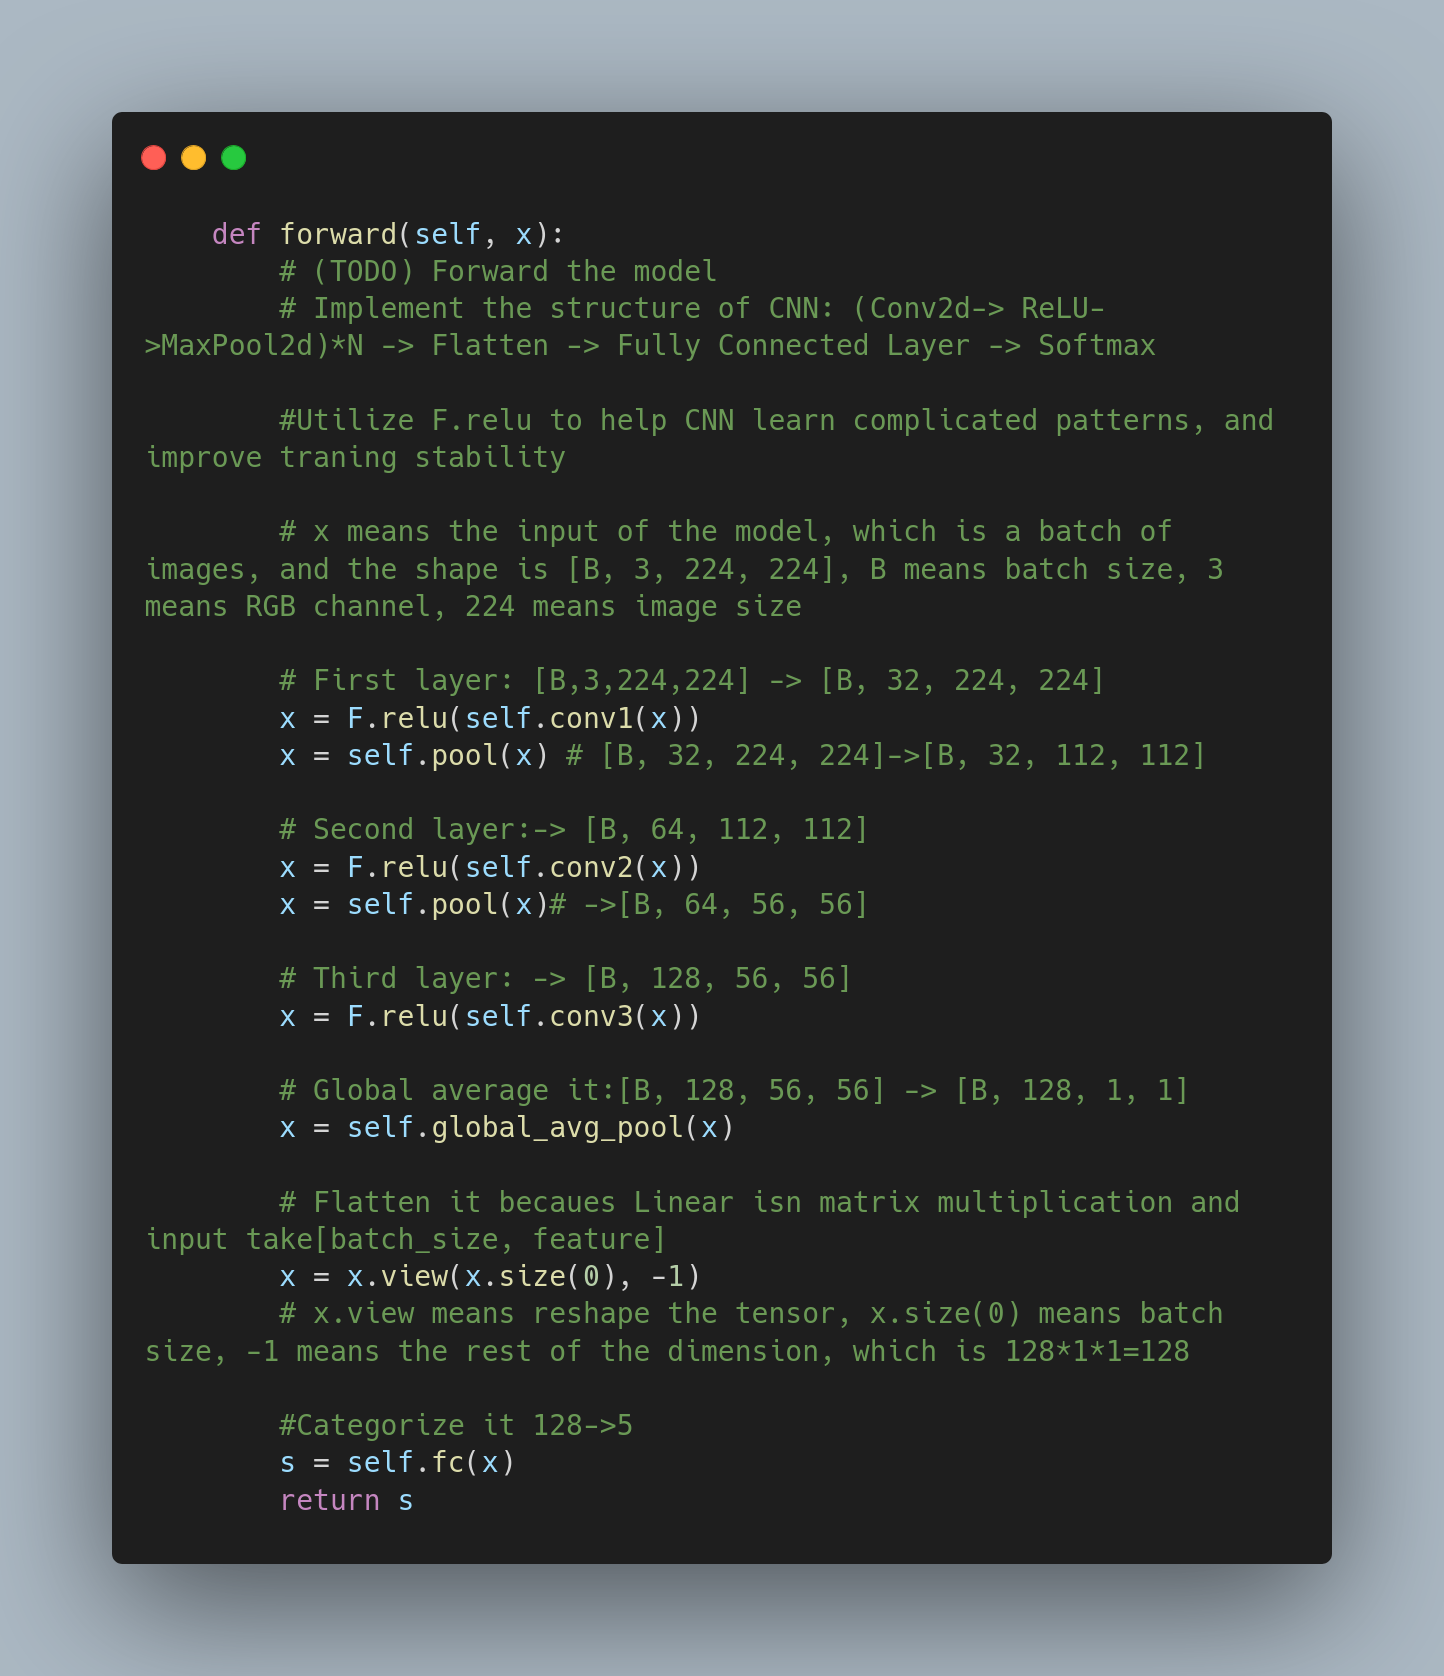 def forward(self, x):
# (TODO) Forward the model
# Implement the structure of CNN: (Conv2d-> ReLU-
>MaxPool2d)*N -> Flatten -> Fully Connected Layer -> Softmax
#Utilize F.relu to help CNN learn complicated patterns, and
improve traning stability
# x means the input of the model, which is a batch of
images, and the shape is [B, 3, 224, 224], B means batch size, 3
means RGB channel, 224 means image size
# First layer: [B,3,224,224] -> [B, 32, 224, 224]
x = F.relu(self.conv1(x))
x = self.pool(x) # [B, 32, 224, 224]->[B, 32, 112, 112]
# Second layer:-> [B, 64, 112, 112]
x = F.relu(self.conv2(x))
x = self.pool(x)# ->[B, 64, 56, 56]
# Third layer: -> [B, 128, 56, 56]
x = F.relu(self.conv3(x))
# Global average it:[B, 128, 56, 56] -> [B, 128, 1, 1]
x = self.global_avg_pool(x)
# Flatten it becaues Linear isn matrix multiplication and
input take[batch_size, feature]
x = x.view(x.size(0), -1)
# x.view means reshape the tensor, x.size(0) means batch
size, -1 means the rest of the dimension, which is 128*1*1=128
#Categorize it 128->5
s = self.fc(x)
return s